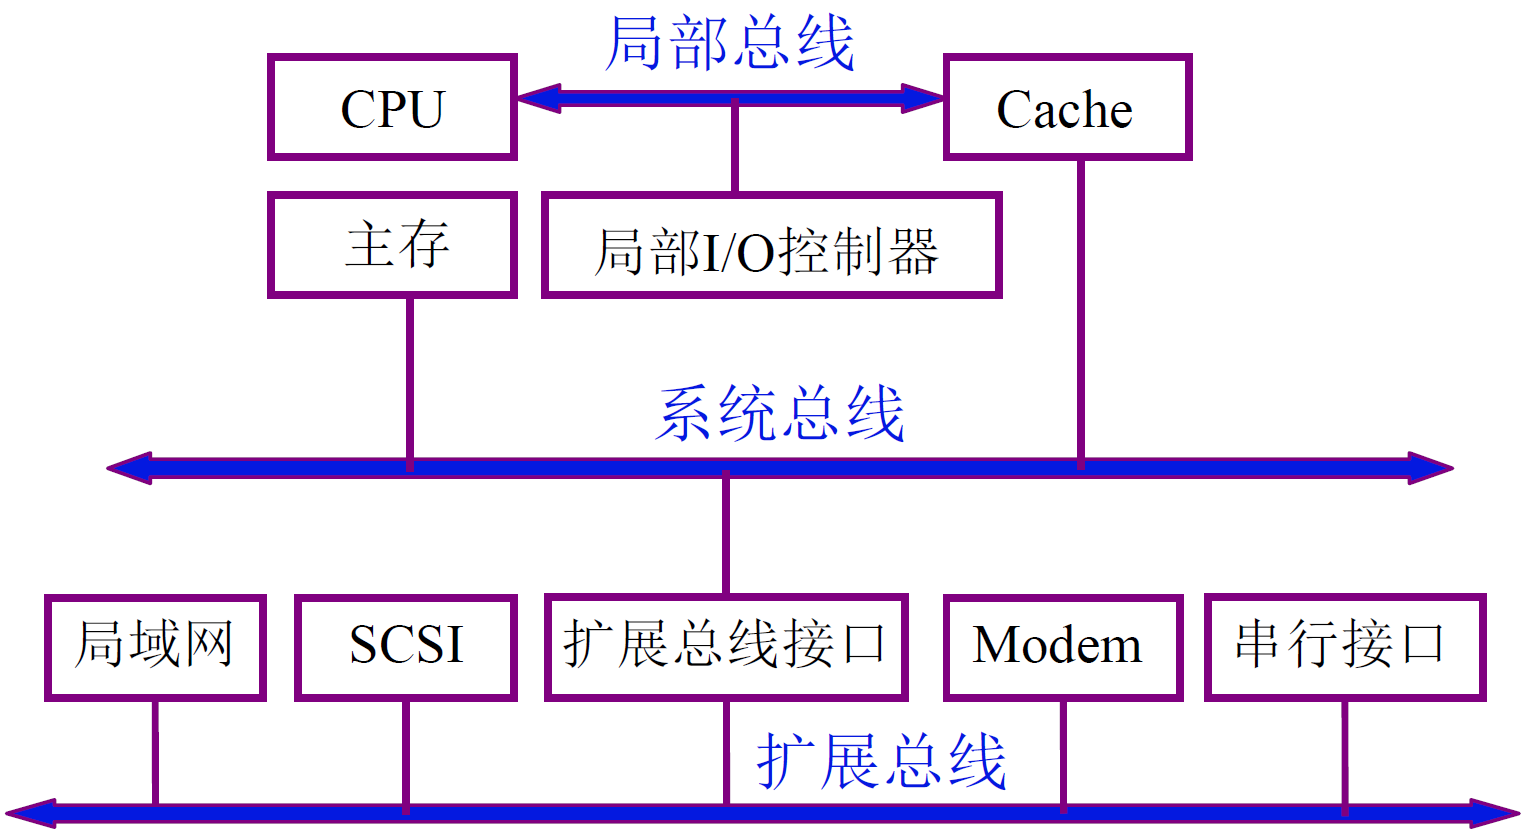 局部总线
CPU
Cache
主存
局部I/O控制器
系统总线
局域网
SCSI
扩展总线接口
Modem
串行接口
扩展总线